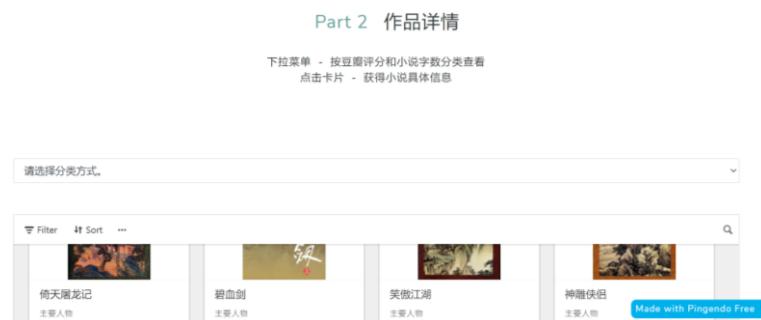 Part 2 作品详情
下拉菜单 - 按豆瓣评分和小说字数分类查看
点击卡片 - 获得小说具体信息
请选择分类方式。
Filter Sort ···
倚天屠龙记 碧血剑 笑傲江湖 神雕侠侣
主要人物 主要人物 主要人物 主要人物
Made with Pingendo Free